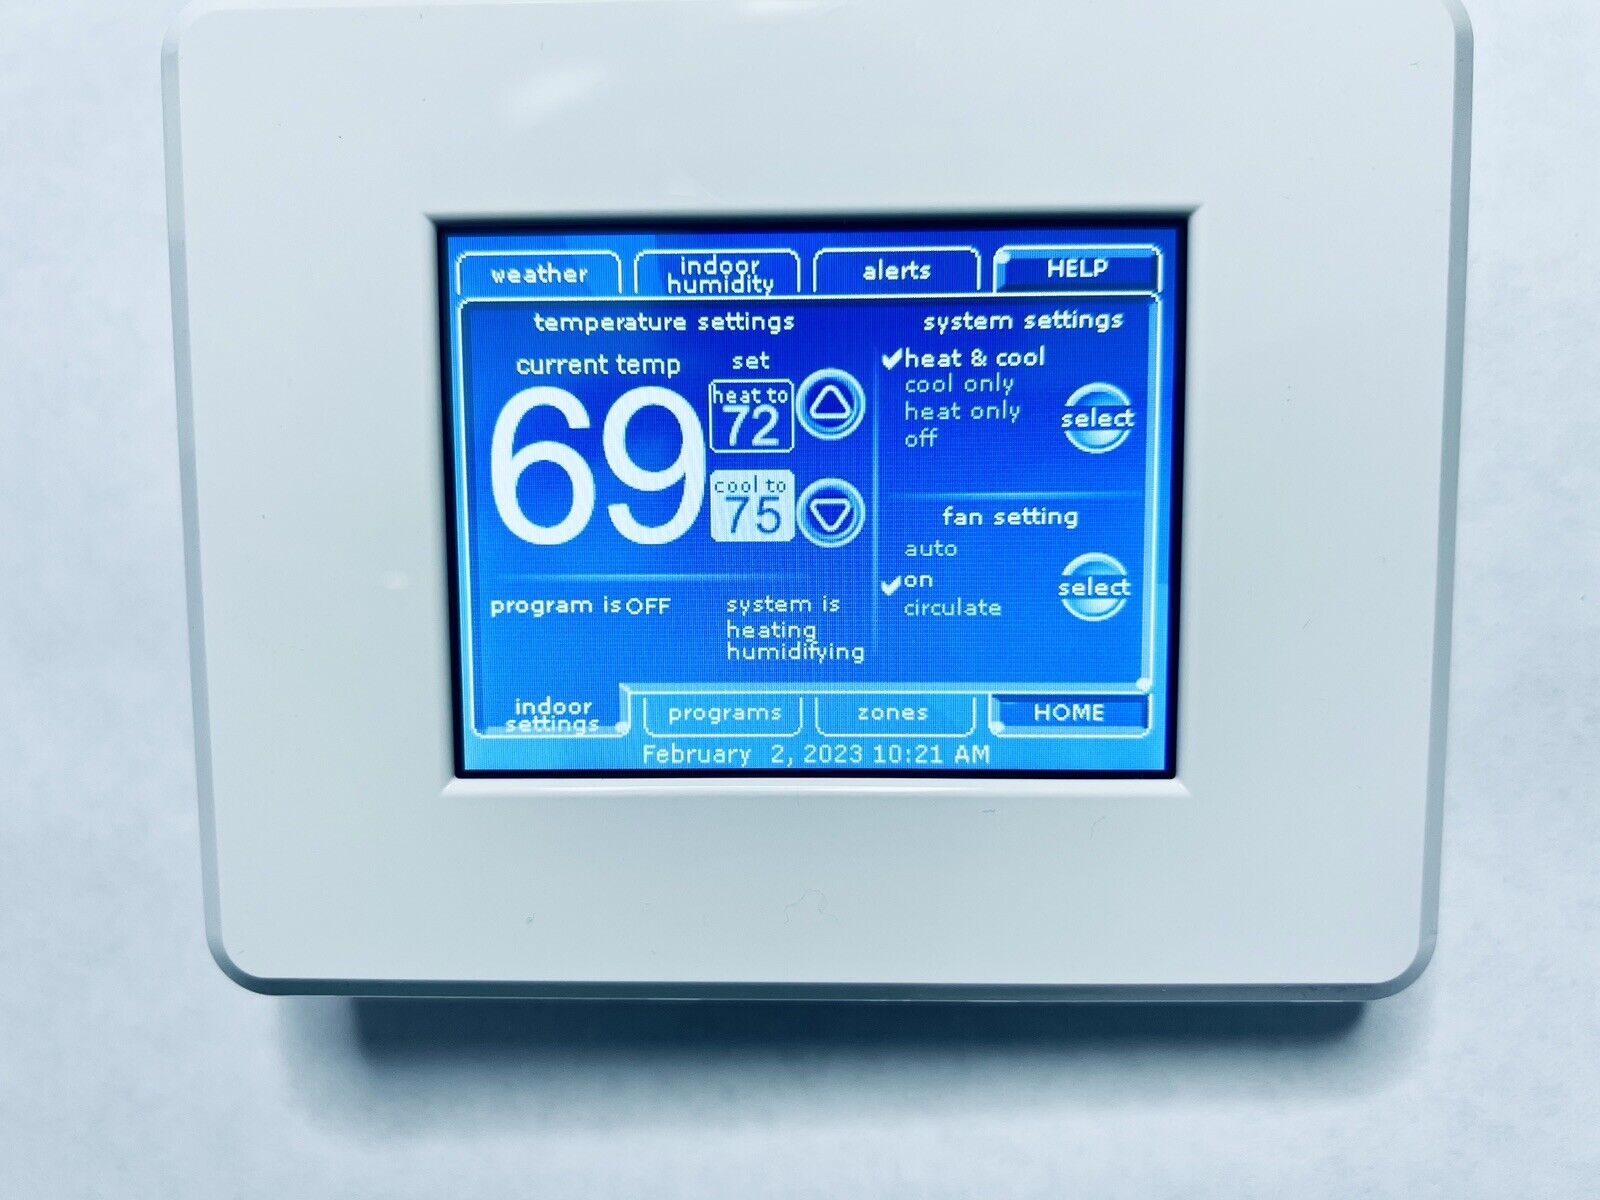 weather
indoor
humidity
alerts
HELP
temperature settings
current temp
69
set
heat to
72
cool to
75
program is OFF
system is
heating
humidifying
system settings
✔heat & cool
cool only
heat only
off
select
fan setting
auto
✔on
circulate
select
indoor
settings
programs
zones
HOME
February 2, 2023 10:21 AM